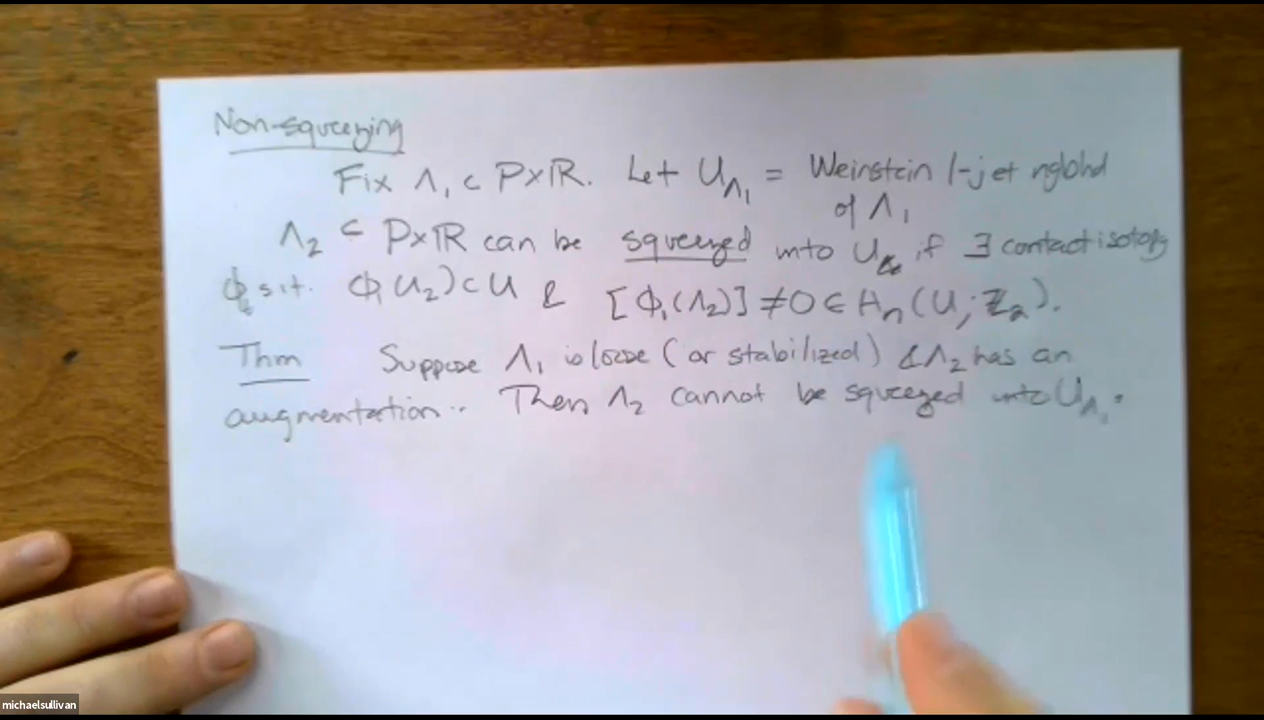 Non-squeezing
Fix Λ₁ ⊂ P×ℝ. Let U_Λ₁ = Weinstein 1-jet nghbhd
of Λ₁
Λ₂ ⊂ P×ℝ can be squeezed into U if ∃ contact isotopy
ϕₜ s.t. ϕ₁(Λ₂) ⊂ U & [ϕ₁(Λ₂)] ≠ 0 ∈ Hₙ(U; ℤ₂).
Thm Suppose Λ₁ is loose (or stabilized) & Λ₂ has an
augmentation. Then Λ₂ cannot be squeezed into U_Λ₁.
michaelsullivan